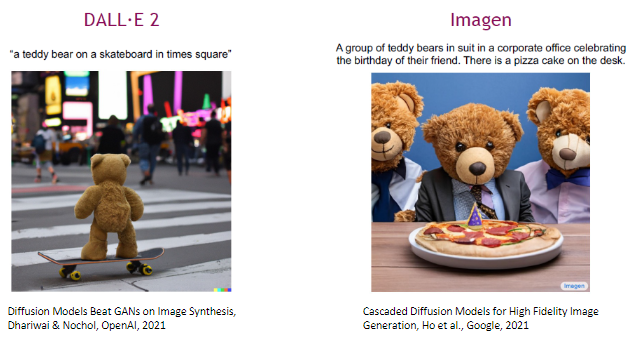 DALL·E 2
"a teddy bear on a skateboard in times square"
Diffusion Models Beat GANs on Image Synthesis,
Dhariwal & Nochol, OpenAI, 2021
Imagen
A group of teddy bears in suit in a corporate office celebrating
the birthday of their friend. There is a pizza cake on the desk.
Imagen
Cascaded Diffusion Models for High Fidelity Image
Generation, Ho et al., Google, 2021